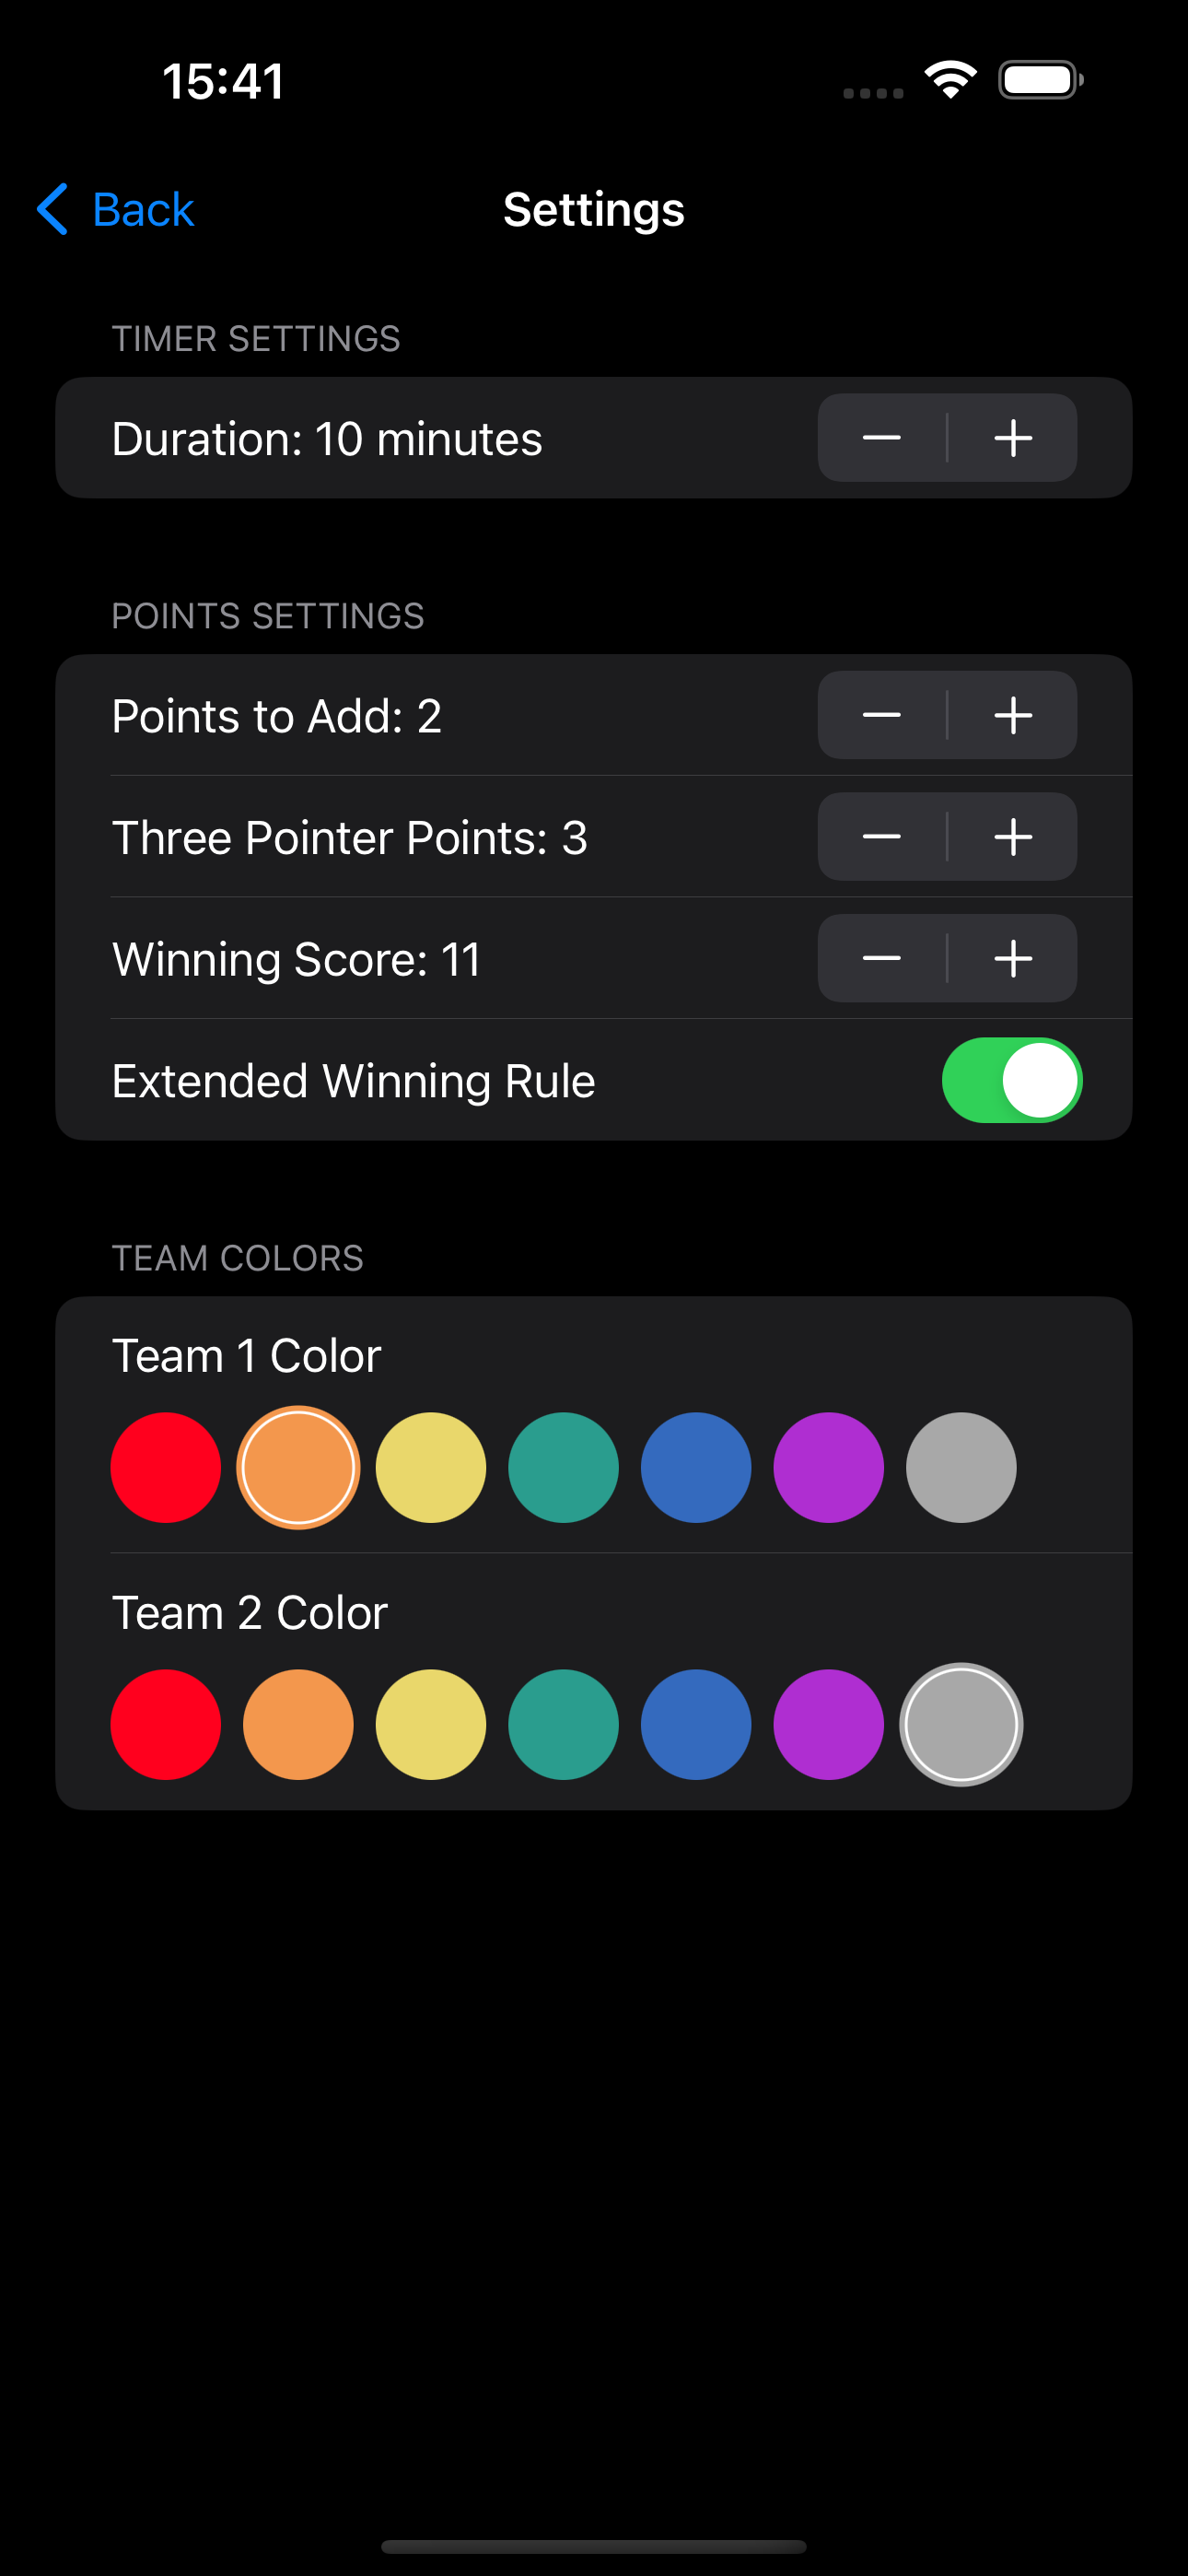 15:41
Back
Settings
TIMER SETTINGS
Duration: 10 minutes
POINTS SETTINGS
Points to Add: 2
Three Pointer Points: 3
Winning Score: 11
Extended Winning Rule
TEAM COLORS
Team 1 Color
Team 2 Color